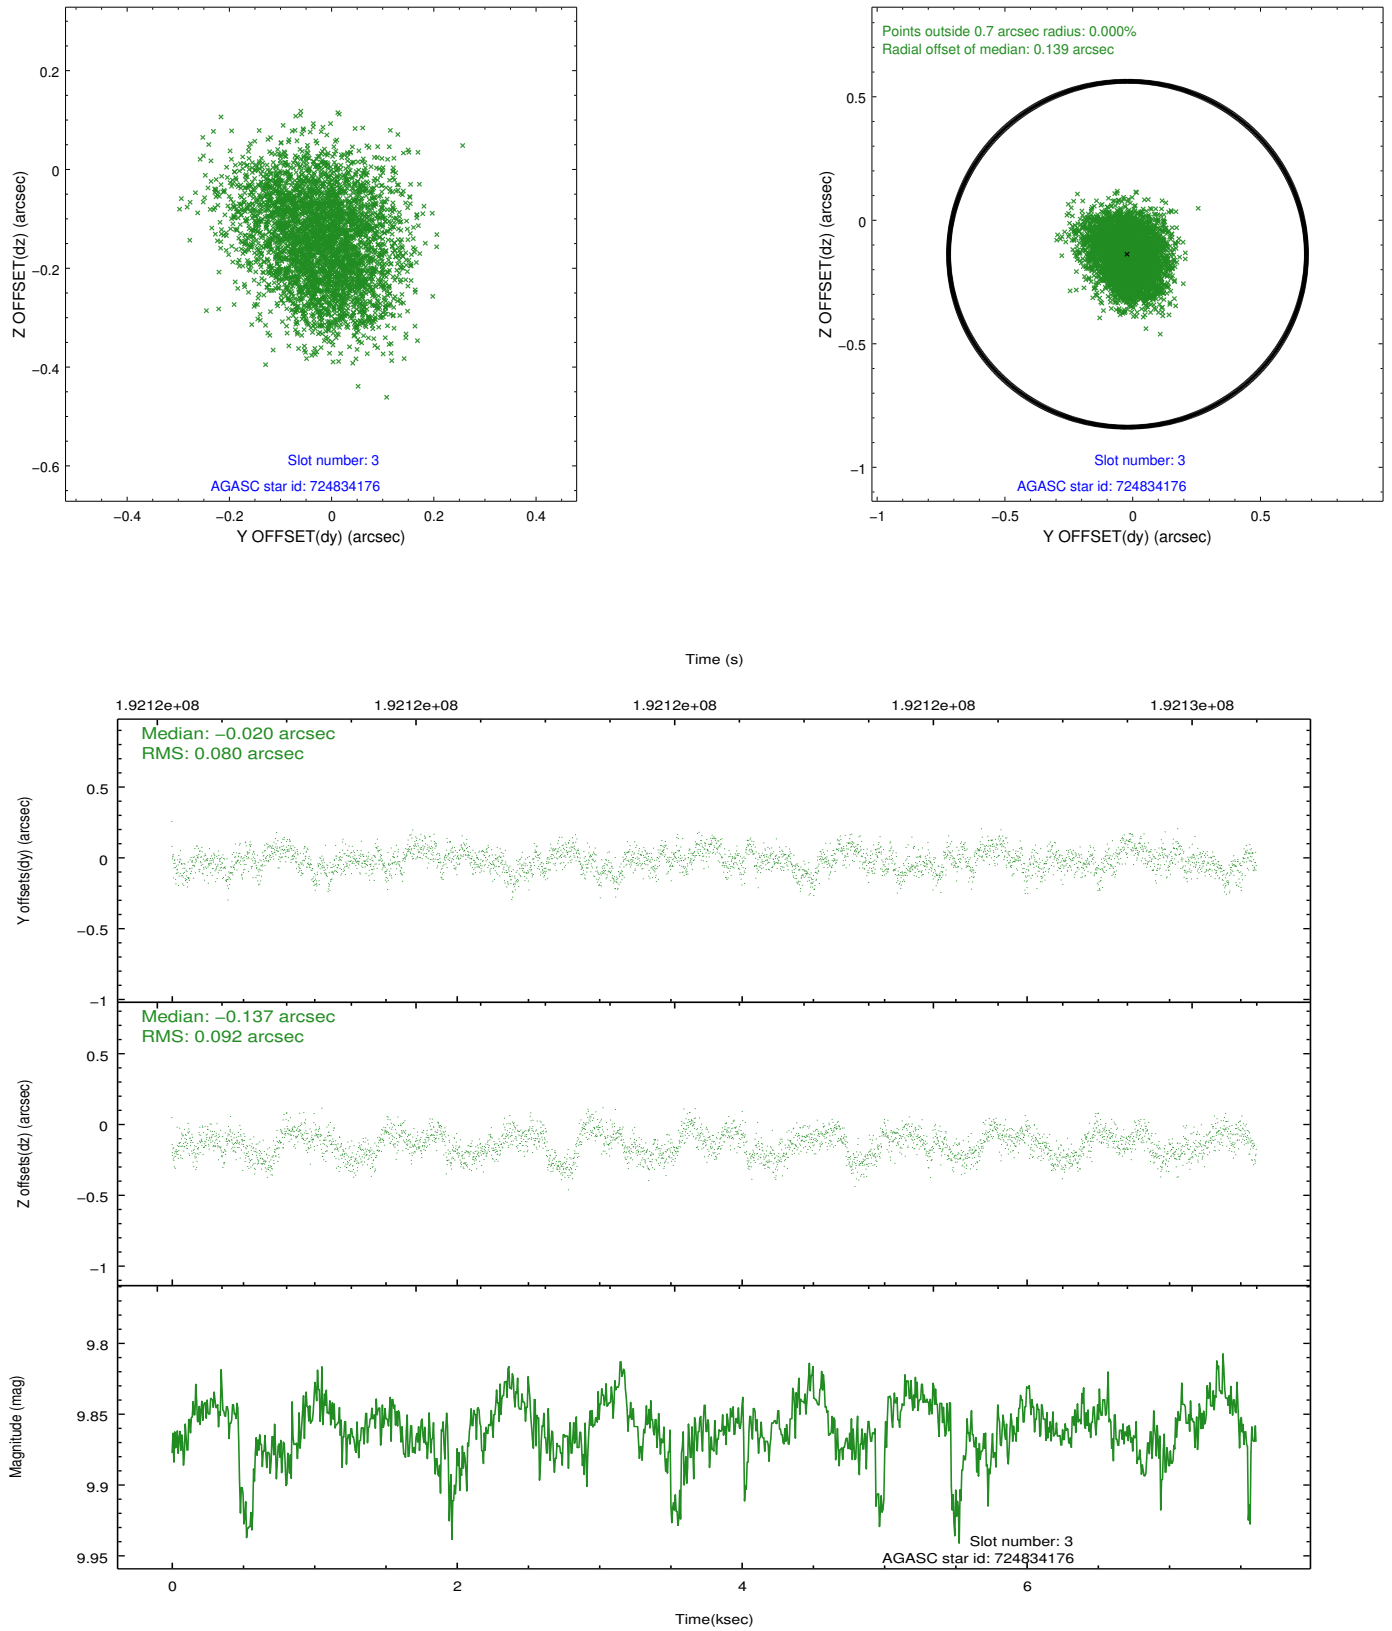 0.2
0
−0.2
−0.4
−0.6
Z OFFSET(dz) (arcsec)
Slot number: 3
AGASC star id: 724834176
−0.4
−0.2
0
0.2
0.4
Y OFFSET(dy) (arcsec)
Points outside 0.7 arcsec radius: 0.000%
Radial offset of median: 0.139 arcsec
0.5
0
−0.5
−1
Z OFFSET(dz) (arcsec)
Slot number: 3
AGASC star id: 724834176
−1
−0.5
0
0.5
Y OFFSET(dy) (arcsec)
Time (s)
1.9212e+08
1.9212e+08
1.9212e+08
1.9212e+08
1.9213e+08
Median: −0.020 arcsec
RMS: 0.080 arcsec
0.5
0
−0.5
−1
Y offsets(dy) (arcsec)
Median: −0.137 arcsec
RMS: 0.092 arcsec
0.5
0
−0.5
−1
Z offsets(dz) (arcsec)
9.8
9.85
9.9
9.95
Magnitude (mag)
Slot number: 3
AGASC star id: 724834176
0
2
4
6
Time(ksec)